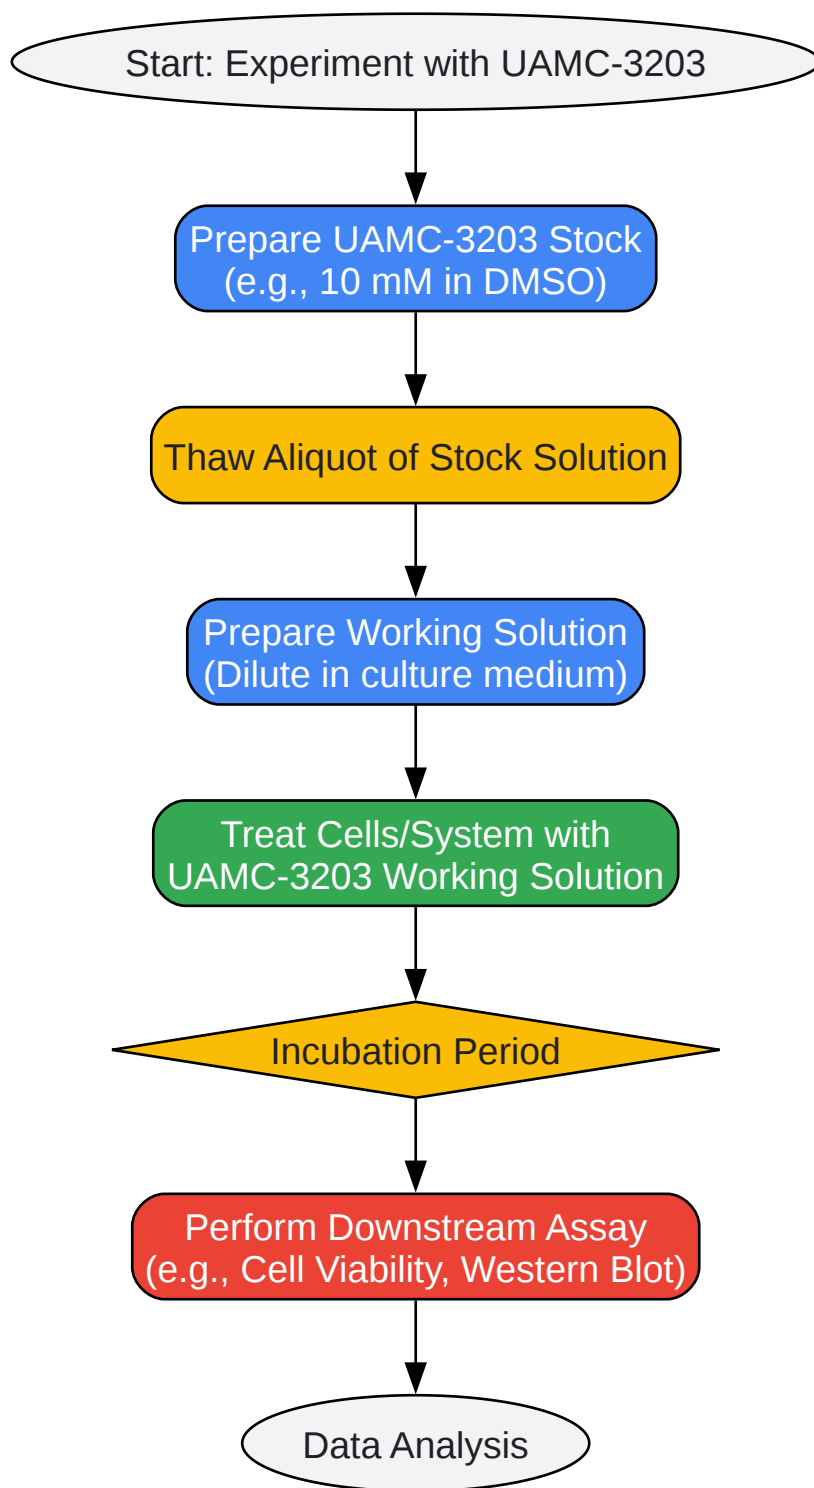 Start: Experiment with UAMC-3203
Prepare UAMC-3203 Stock
(e.g., 10 mM in DMSO)
Thaw Aliquot of Stock Solution
Prepare Working Solution
(Dilute in culture medium)
Treat Cells/System with
UAMC-3203 Working Solution
Incubation Period
Perform Downstream Assay
(e.g., Cell Viability, Western Blot)
Data Analysis